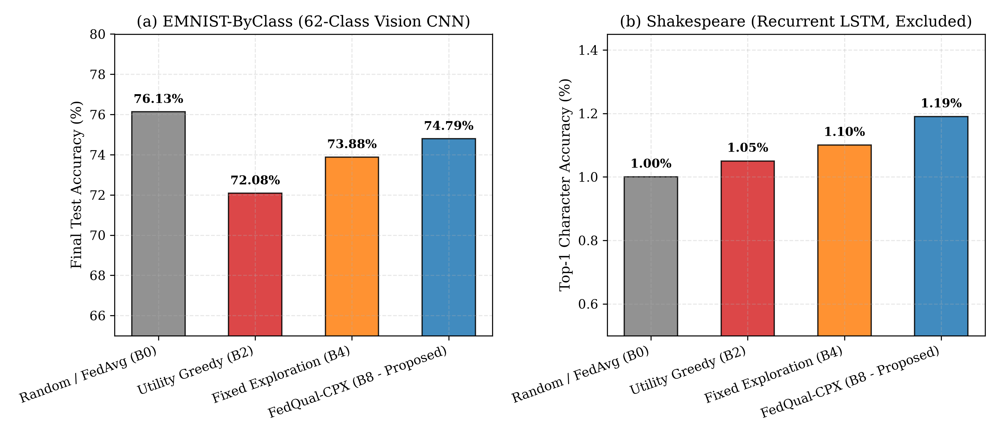 (a) EMNIST-ByClass (62-Class Vision CNN)
Final Test Accuracy (%)
80
78
76
74
72
70
68
66
76.13%
72.08%
73.88%
74.79%
Random / FedAvg (B0)
Utility Greedy (B2)
Fixed Exploration (B4)
FedQual-CPX (B8 - Proposed)
(b) Shakespeare (Recurrent LSTM, Excluded)
Top-1 Character Accuracy (%)
1.4
1.2
1.0
0.8
0.6
1.00%
1.05%
1.10%
1.19%
Random / FedAvg (B0)
Utility Greedy (B2)
Fixed Exploration (B4)
FedQual-CPX (B8 - Proposed)